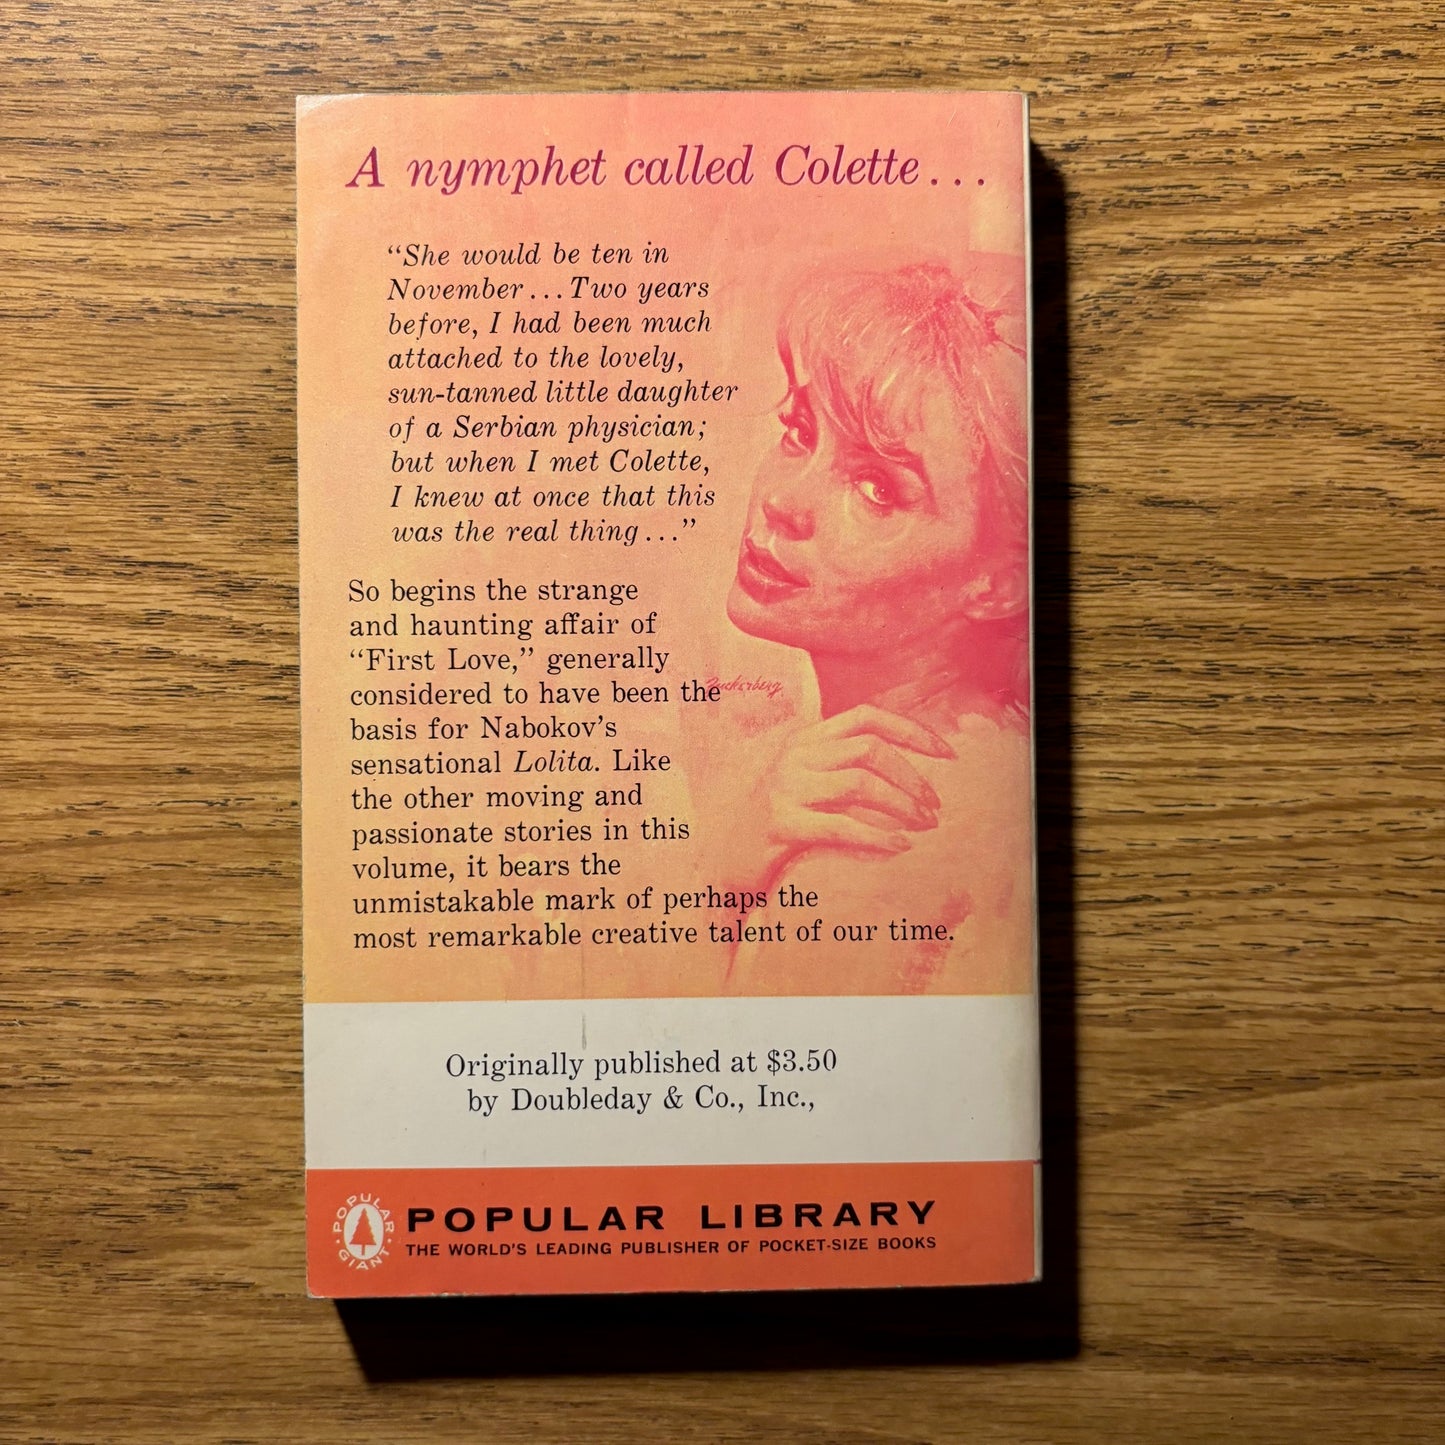 A nymphet called Colette...
“She would be ten in
November...Two years
before, I had been much
attached to the lovely,
sun-tanned little daughter
of a Serbian physician;
but when I met Colette,
I knew at once that this
was the real thing...”
So begins the strange
and haunting affair of
“First Love,” generally
considered to have been the
basis for Nabokov’s
sensational Lolita. Like
the other moving and
passionate stories in this
volume, it bears the
unmistakable mark of perhaps the
most remarkable creative talent of our time.
Zuckerberg
Originally published at $3.50
by Doubleday & Co., Inc.,
POPULAR GIANT
POPULAR LIBRARY
THE WORLD’S LEADING PUBLISHER OF POCKET-SIZE BOOKS